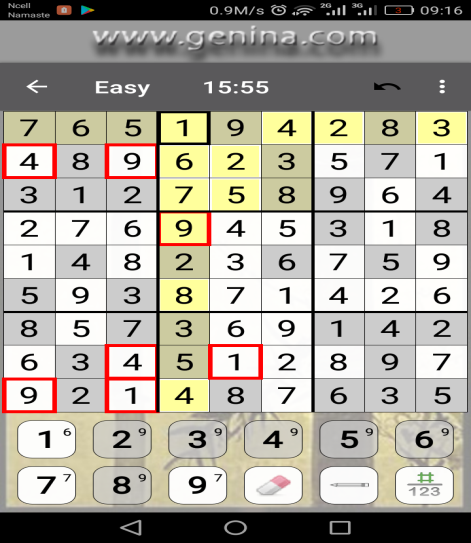 Ncell
Namaste
0.9M/s 2G 3G 3 09:16
www.genina.com
Easy 15:55
7 6 5 1 9 4 2 8 3
4 8 9 6 2 3 5 7 1
3 1 2 7 5 8 9 6 4
2 7 6 9 4 5 3 1 8
1 4 8 2 3 6 7 5 9
5 9 3 8 7 1 4 2 6
8 5 7 3 6 9 1 4 2
6 3 4 5 1 2 8 9 7
9 2 1 4 8 7 6 3 5
1 6 2 9 3 9 4 9 5 9 6 9
7 7 8 9 9 7 # 123